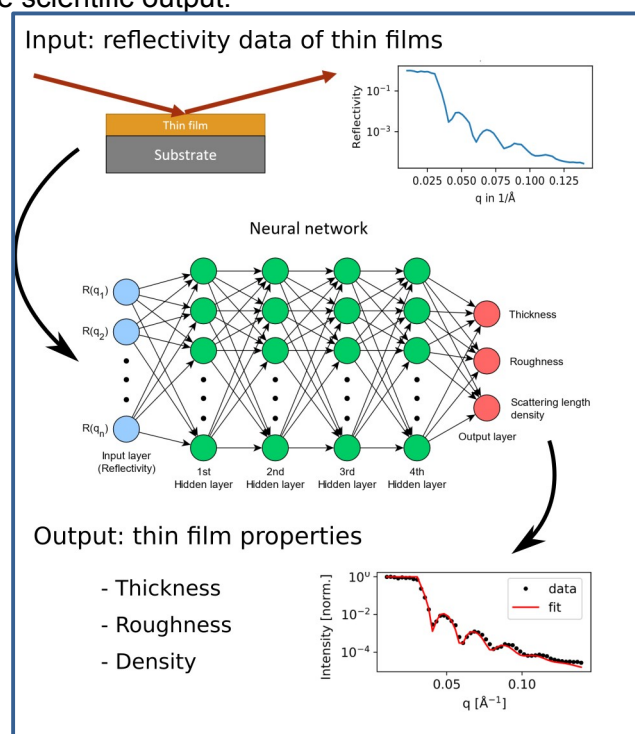 e scientific output.
Input: reflectivity data of thin films
Thin film
Substrate
Reflectivity
10⁻¹
10⁻³
0.025 0.050 0.075 0.100 0.125
q in 1/Å
Neural network
R(q₁)
R(q₂)
R(qₙ)
Input layer
(Reflectivity)
1st
Hidden layer
2nd
Hidden layer
3rd
Hidden layer
4th
Hidden layer
Thickness
Roughness
Scattering length
density
Output layer
Output: thin film properties
- Thickness
- Roughness
- Density
Intensity [norm.]
10⁰
10⁻²
10⁻⁴
data
fit
0.05 0.10
q [Å⁻¹]